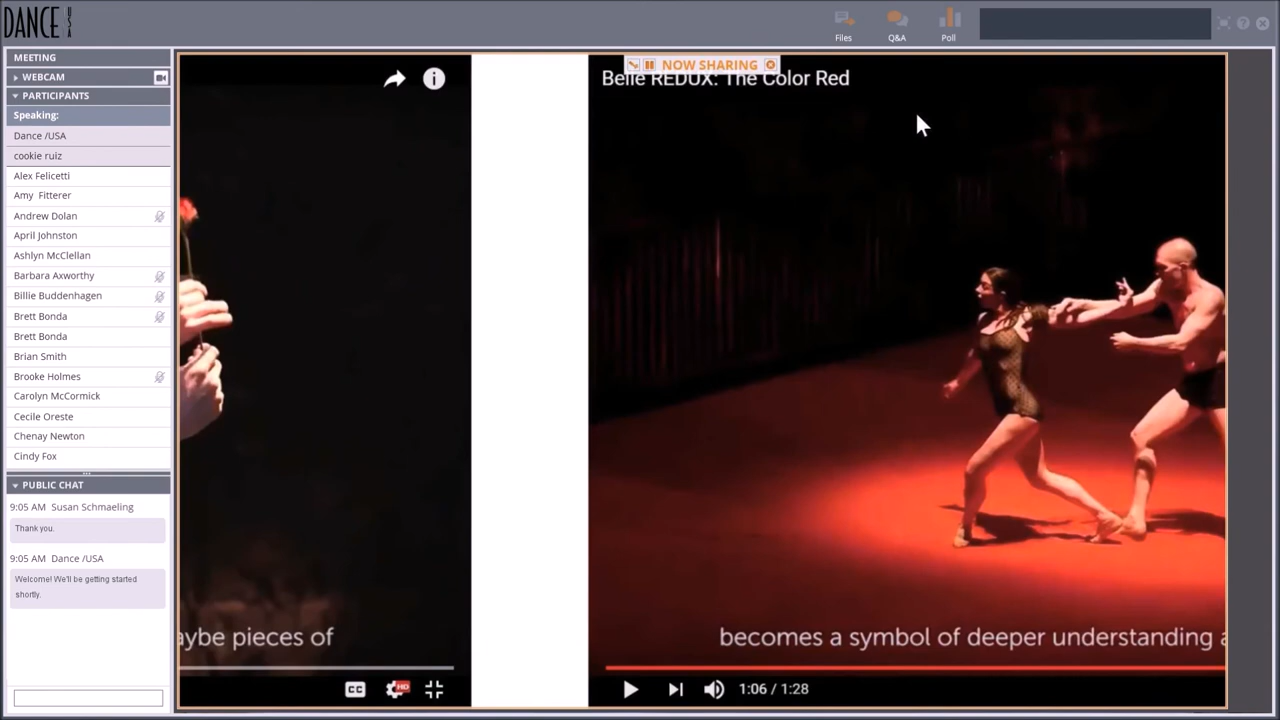 DANCE USA
Files
Q&A
Poll
MEETING
WEBCAM
PARTICIPANTS
Speaking:
Dance /USA
cookie ruiz
Alex Felicetti
Amy Fitterer
Andrew Dolan
April Johnston
Ashlyn McClellan
Barbara Axworthy
Billie Buddenhagen
Brett Bonda
Brett Bonda
Brian Smith
Brooke Holmes
Carolyn McCormick
Cecile Oreste
Chenay Newton
Cindy Fox
PUBLIC CHAT
9:05 AM Susan Schmaeling
Thank you.
9:05 AM Dance /USA
Welcome! We'll be getting started
shortly.
NOW SHARING
Belle REDUX: The Color Red
aybe pieces of
CC
HD
becomes a symbol of deeper understanding a
1:06 / 1:28